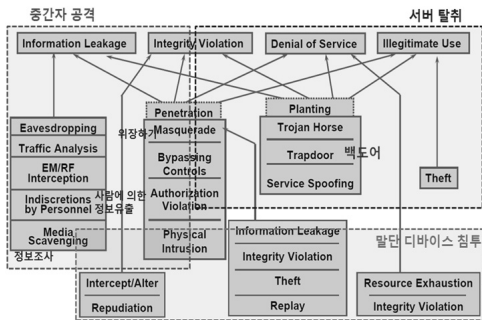 중간자 공격
서버 탈취
Information Leakage
Integrity Violation
Denial of Service
Illegitimate Use
Penetration
Planting
Eavesdropping
Traffic Analysis
EM/RF
Interception
Indiscretions
by Personnel
사람에 의한
정보유출
Media
Scavenging
정보조사
위장하기
Masquerade
Bypassing
Controls
Authorization
Violation
Physical
Intrusion
Trojan Horse
Trapdoor
백도어
Service Spoofing
Theft
말단 디바이스 침투
Intercept/Alter
Repudiation
Information Leakage
Integrity Violation
Theft
Replay
Resource Exhaustion
Integrity Violation